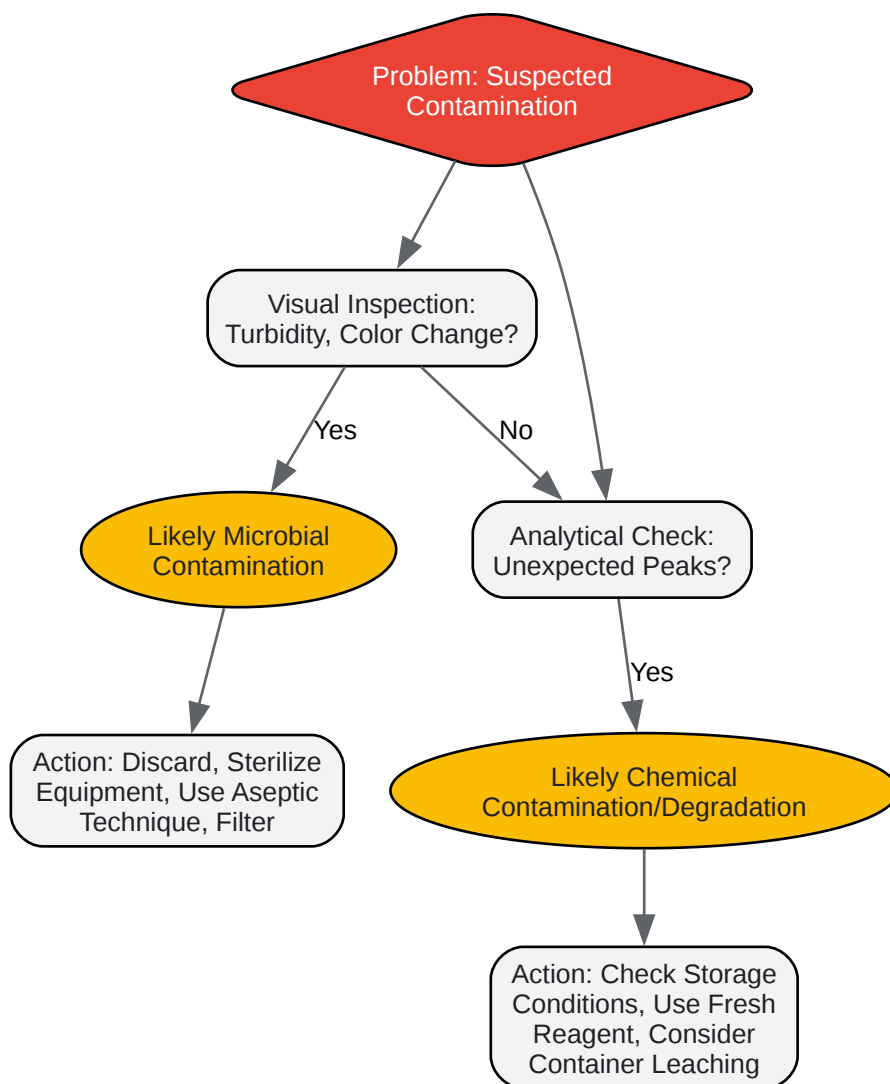 Problem: Suspected
Contamination
Visual Inspection:
Turbidity, Color Change?
Yes
No
Likely Microbial
Contamination
Analytical Check:
Unexpected Peaks?
Yes
Action: Discard, Sterilize
Equipment, Use Aseptic
Technique, Filter
Likely Chemical
Contamination/Degradation
Action: Check Storage
Conditions, Use Fresh
Reagent, Consider
Container Leaching